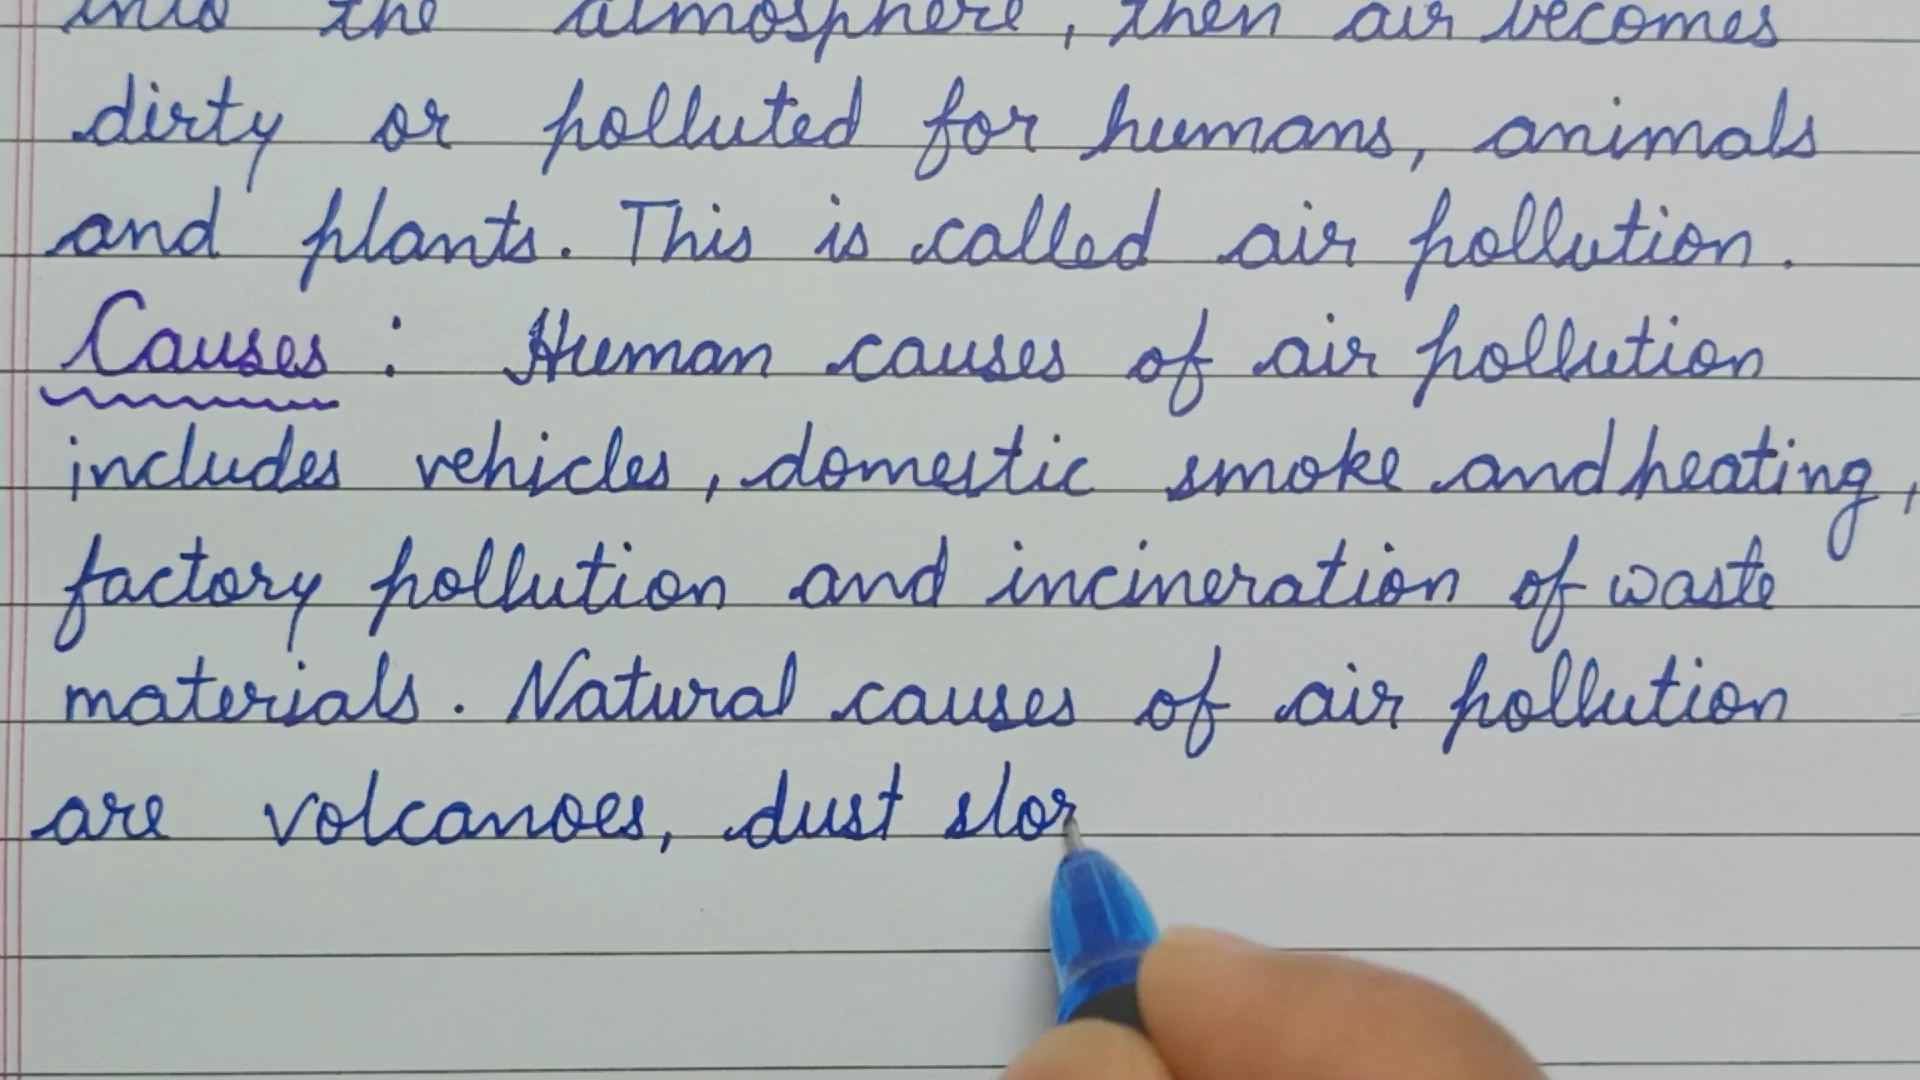 into the atmosphere, then air becomes
dirty or polluted for humans, animals
and plants. This is called air pollution.
Causes : Human causes of air pollution
includes vehicles, domestic smoke and heating,
factory pollution and incineration of waste
materials. Natural causes of air pollution
are volcanoes, dust slor